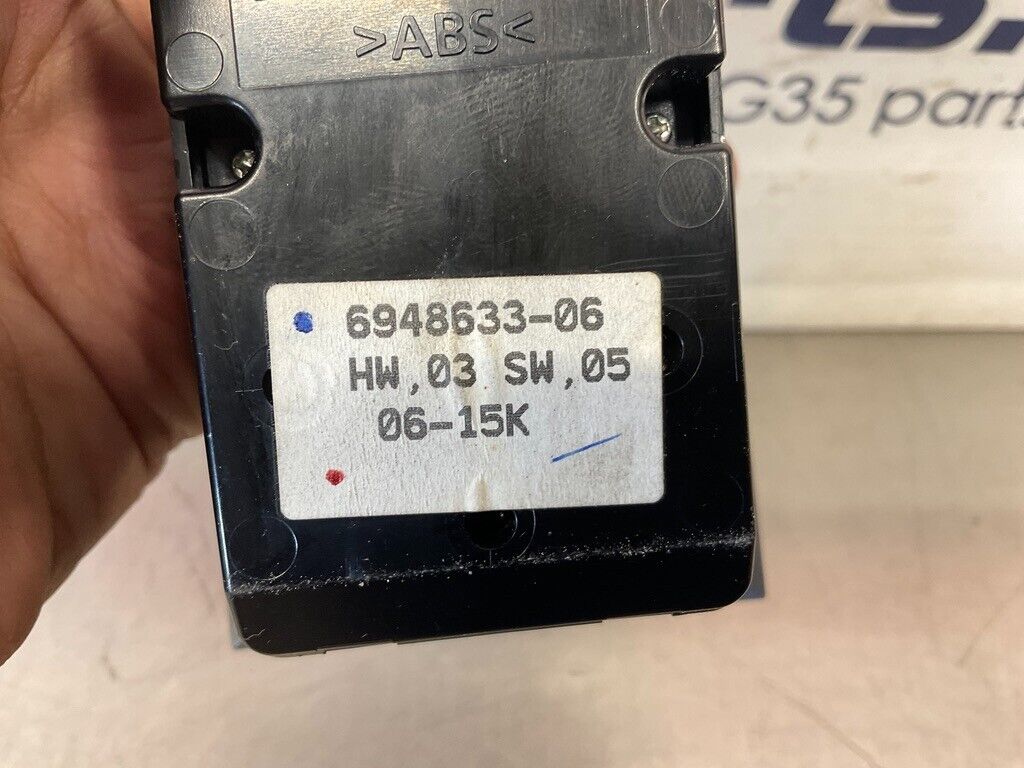 >ABS<
G35 parts
6948633-06
HW,03 SW,05
06-15K